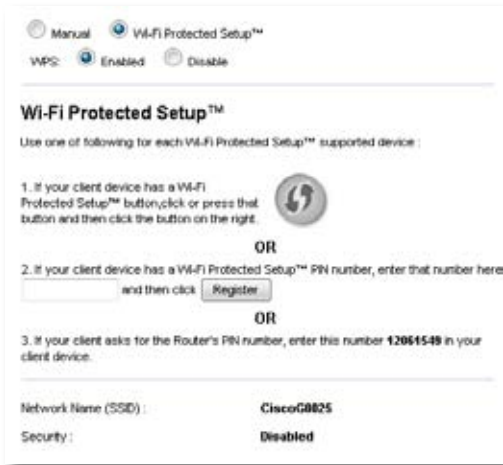 Manual Wi-Fi Protected Setup™
WPS: Enabled Disable
Wi-Fi Protected Setup™
Use one of following for each Wi-Fi Protected Setup™ supported device :
1. If your client device has a Wi-Fi
Protected Setup™ button,click or press that
button and then click the button on the right.
OR
2. If your client device has a Wi-Fi Protected Setup™ PIN number, enter that number here
and then click Register
OR
3. If your client asks for the Router's PIN number, enter this number 12061549 in your
client device.
Network Name (SSID) : CiscoG0025
Security : Disabled